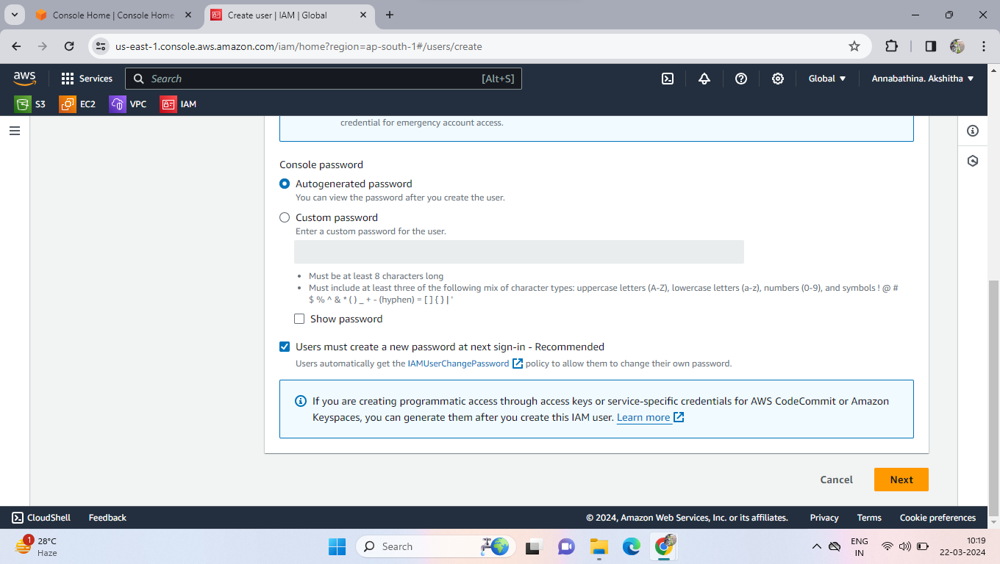 Console Home | Console Home
Create user | IAM | Global
us-east-1.console.aws.amazon.com/iam/home?region=ap-south-1#/users/create
aws
Services
Search
[Alt+S]
Global
Annabathina. Akshitha
S3
EC2
VPC
IAM
credential for emergency account access.
Console password
Autogenerated password
You can view the password after you create the user.
Custom password
Enter a custom password for the user.
Must be at least 8 characters long
Must include at least three of the following mix of character types: uppercase letters (A-Z), lowercase letters (a-z), numbers (0-9), and symbols ! @ #
$ % ^ & * ( ) _ + - (hyphen) = [ ] { } | '
Show password
Users must create a new password at next sign-in - Recommended
Users automatically get the IAMUserChangePassword policy to allow them to change their own password.
If you are creating programmatic access through access keys or service-specific credentials for AWS CodeCommit or Amazon
Keyspaces, you can generate them after you create this IAM user. Learn more
Cancel
Next
CloudShell
Feedback
© 2024, Amazon Web Services, Inc. or its affiliates.
Privacy
Terms
Cookie preferences
1
28°C
Haze
Search
ENG
IN
10:19
22-03-2024